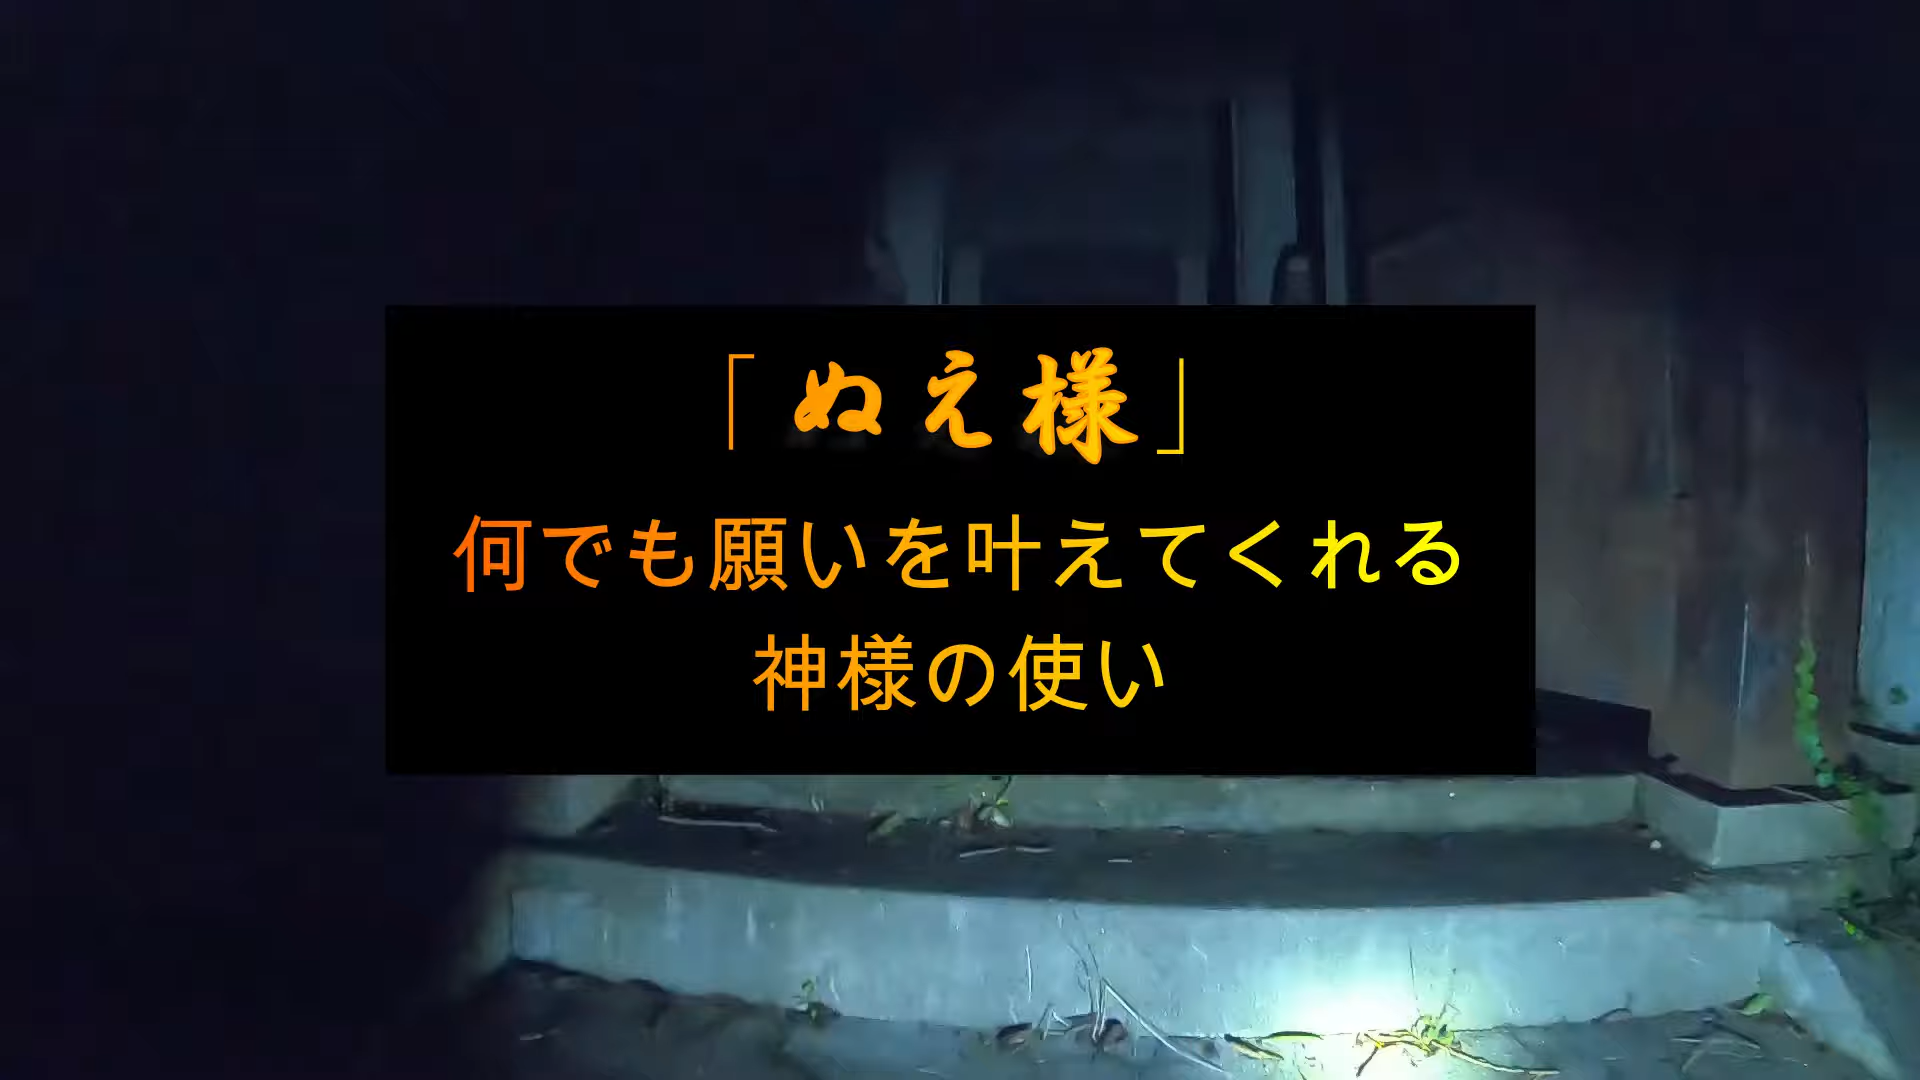 「ぬえ様」
何でも願いを叶えてくれる
神様の使い